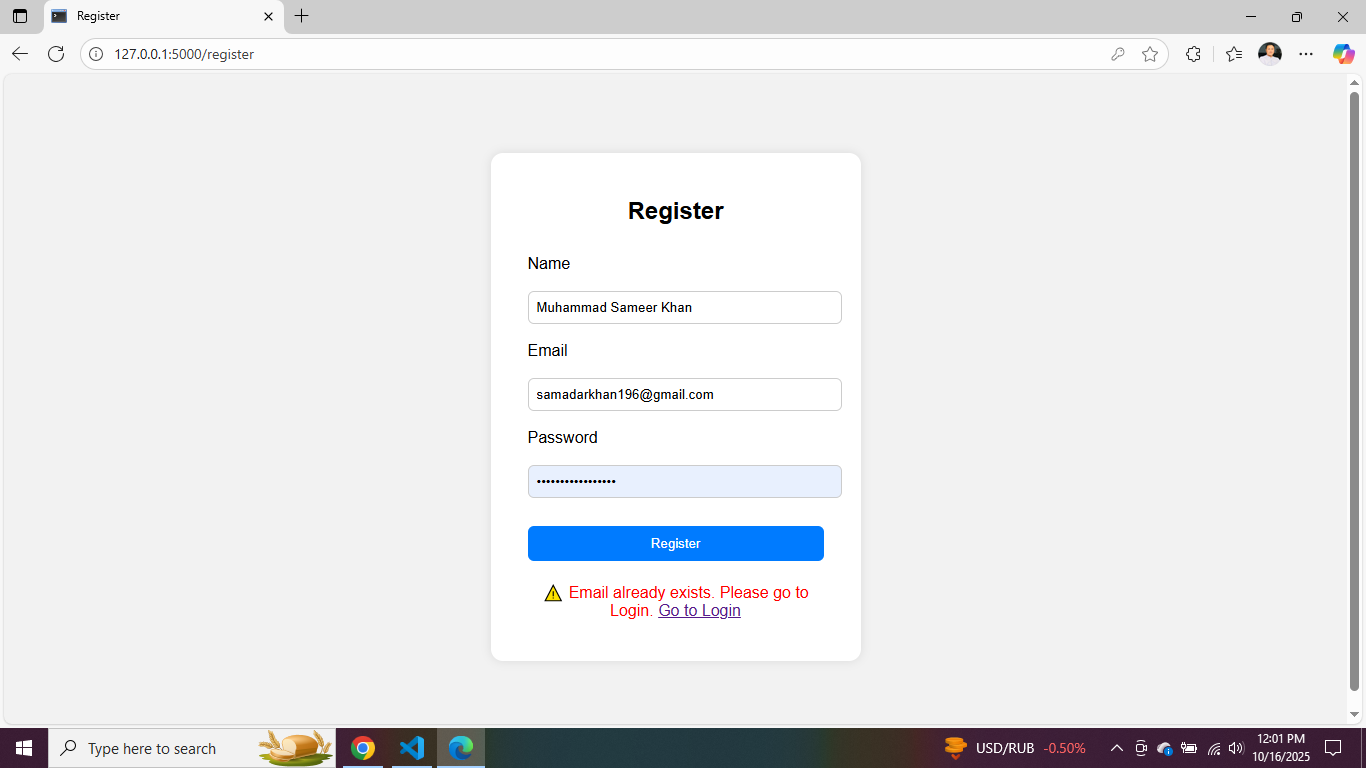 Register
127.0.0.1:5000/register
Register
Name
Muhammad Sameer Khan
Email
samadarkhan196@gmail.com
Password
•••••••••••••••••
Register
⚠ Email already exists. Please go to
Login. Go to Login
Type here to search
USD/RUB -0.50%
12:01 PM
10/16/2025